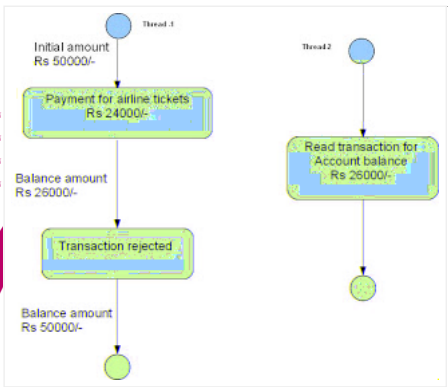 Thread .1
Initial amount
Rs 50000/-
Payment for airline tickets
Rs 24000/-
Balance amount
Rs 26000/-
Transaction rejected
Balance amount
Rs 50000/-
Thread 2
Read transaction for
Account balance
Rs 26000/-